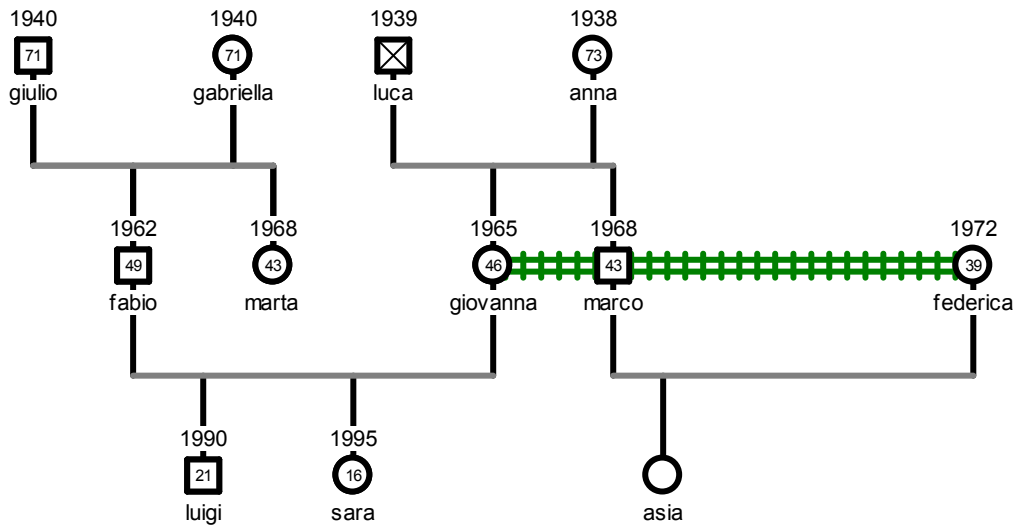 1940 1940 1939 1938
71 71 73
giulio gabriella luca anna
1962 1968 1965 1968 1972
49 43 46 43 39
fabio marta giovanna marco federica
1990 1995
21 16
luigi sara asia